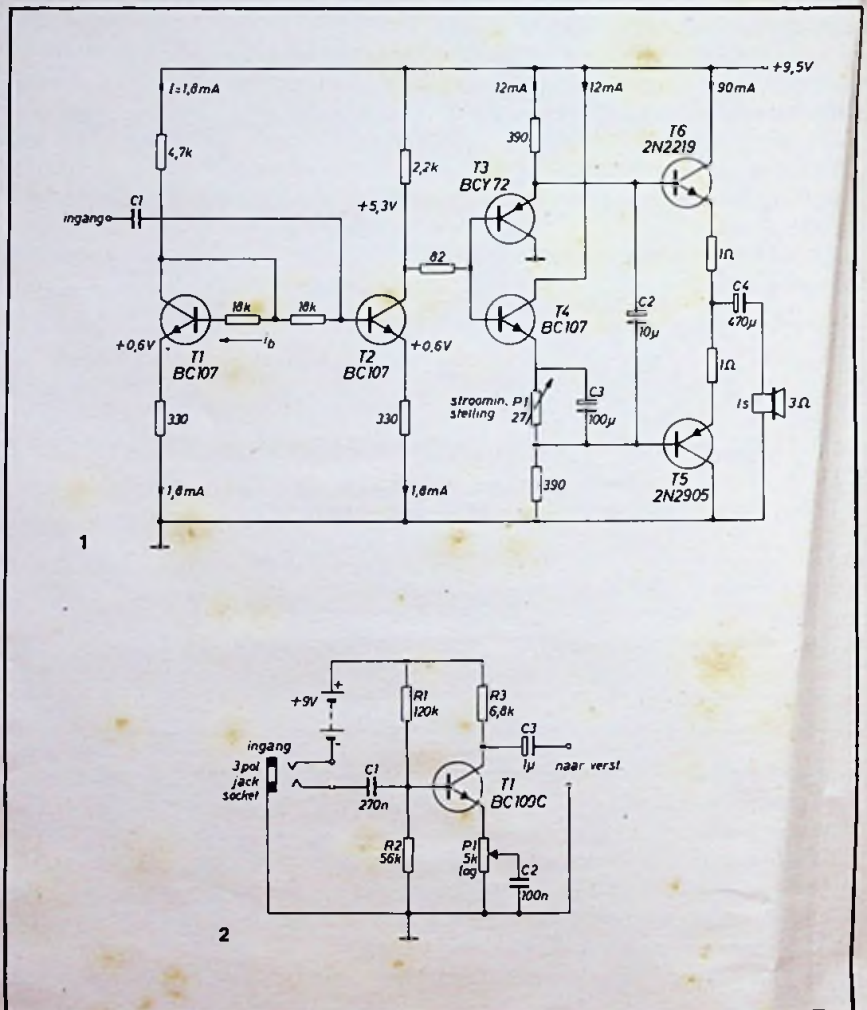 +9,5V
i=1,8mA
12mA
12mA
90mA
T6
2N2219
390
4,7k
2,2k
T3
BCY72
C1
ingang
+5,3V
1Ω
82
C4
470µ
18k
18k
T4
BC107
C2
10µ
+0,6V
ib
+0,6V
T1
BC107
T2
BC107
1Ω
stroomin.
stelling
P1
27
C3
100µ
ls
3Ω
330
330
T5
2N2905
390
1,8mA
1,8mA
1
+
+9V
-
R1
120k
R3
6,8k
C3
1µ
ingang
3pol
jack
socket
naar verst.
C1
270n
T1
BC109C
R2
56k
P1
5k
log
C2
100n
2